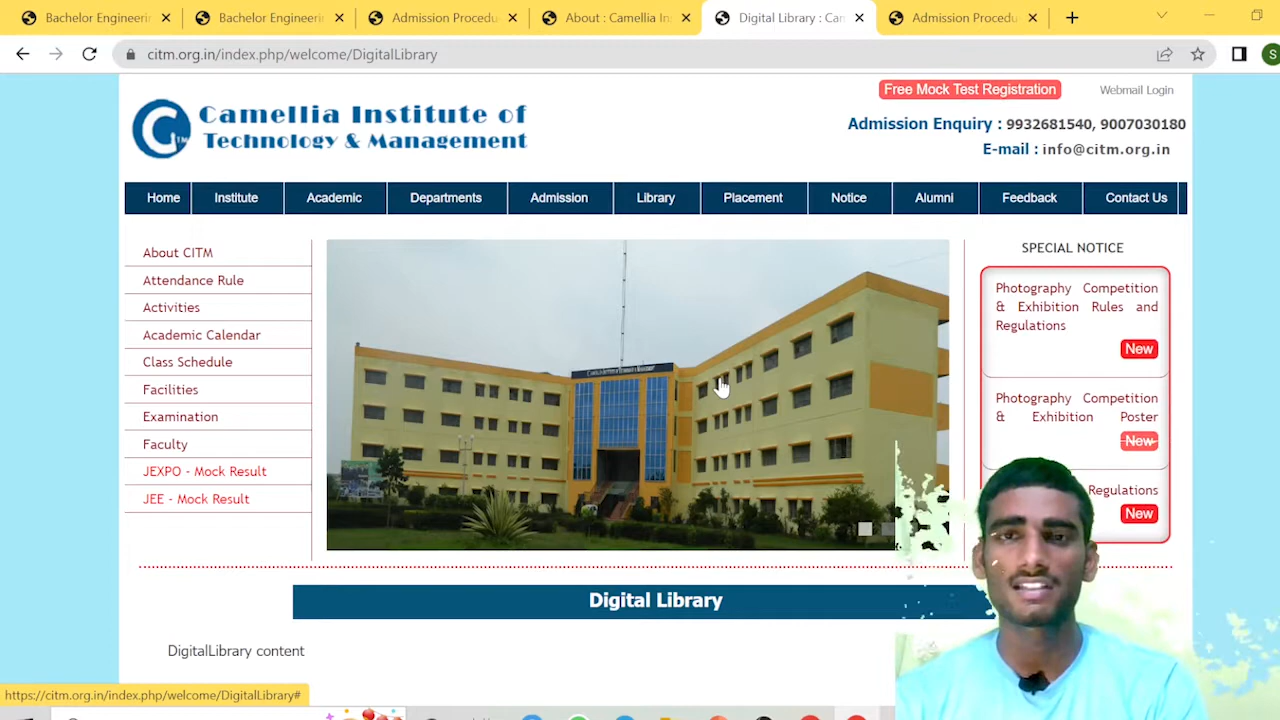 Bachelor Engineerin
Bachelor Engineerin
Admission Procedu
About : Camellia In
Digital Library : Cam
Admission Procedu
citm.org.in/index.php/welcome/DigitalLibrary
S
Free Mock Test Registration
Webmail Login
Camellia Institute of
Technology & Management
Admission Enquiry : 9932681540, 9007030180
E-mail : info@citm.org.in
Home
Institute
Academic
Departments
Admission
Library
Placement
Notice
Alumni
Feedback
Contact Us
About CITM
Attendance Rule
Activities
Academic Calendar
Class Schedule
Facilities
Examination
Faculty
JEXPO - Mock Result
JEE - Mock Result
SPECIAL NOTICE
Photography Competition
& Exhibition Rules and
Regulations
New
Photography Competition
& Exhibition Poster
New
Regulations
New
Digital Library
DigitalLibrary content
https://citm.org.in/index.php/welcome/DigitalLibrary#